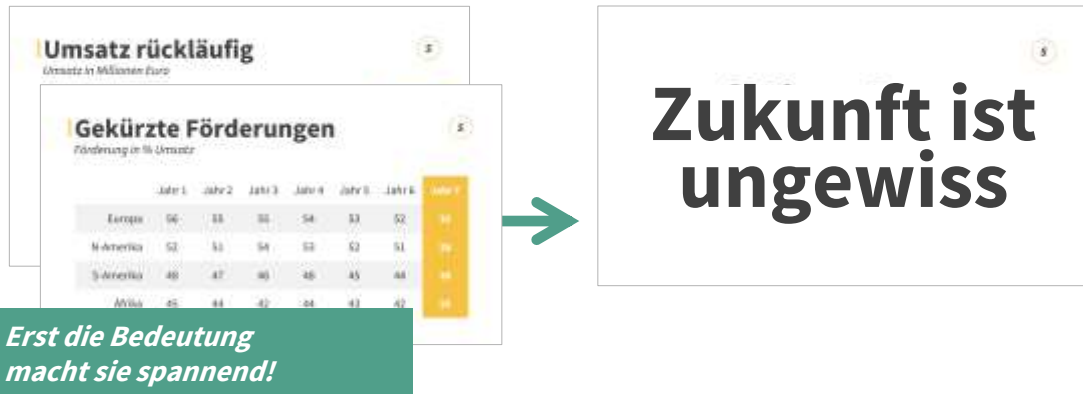 Umsatz rückläufig
Umsatz in Millionen Euro
5
Gekürzte Förderungen
Förderung in % Umsatz
5
Jahr 1 Jahr 2 Jahr 3 Jahr 4 Jahr 5 Jahr 6 Jahr 7
Europa 56 55 55 54 53 52
N-Amerika 52 51 54 53 52 51
S-Amerika 48 47 46 48 45 44
Afrika 45 44 42 44 43 42
Erst die Bedeutung
macht sie spannend!
5
Zukunft ist
ungewiss